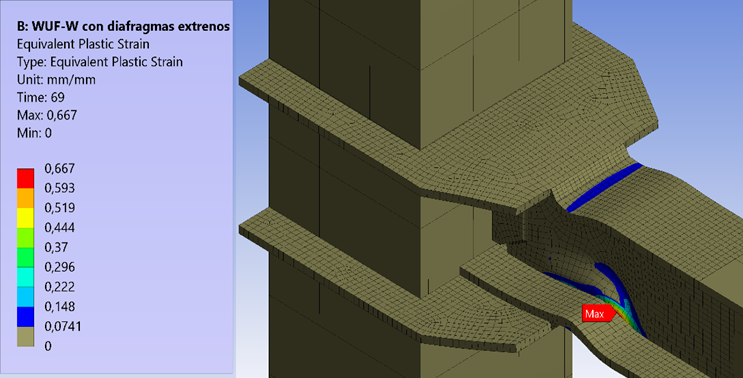 B: WUF-W con diafragmas extrenos
Equivalent Plastic Strain
Type: Equivalent Plastic Strain
Unit: mm/mm
Time: 69
Max: 0,667
Min: 0
0,667
0,593
0,519
0,444
0,37
0,296
0,222
0,148
0,0741
0
Max